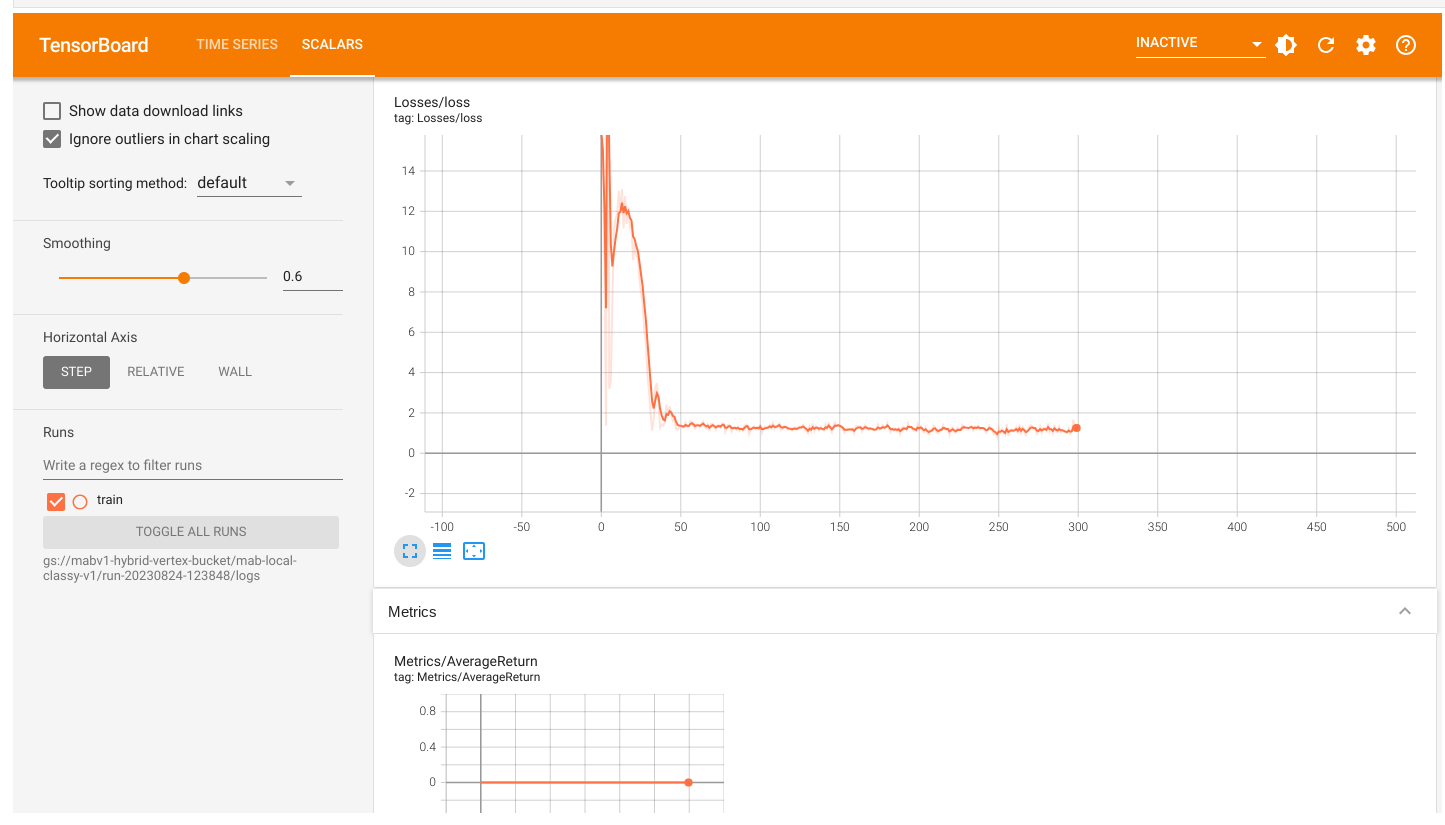 TensorBoard TIME SERIES SCALARS INACTIVE
Show data download links
Ignore outliers in chart scaling
Tooltip sorting method: default
Smoothing
0.6
Horizontal Axis
STEP RELATIVE WALL
Runs
Write a regex to filter runs
train
TOGGLE ALL RUNS
gs://mabv1-hybrid-vertex-bucket/mab-local-
classy-v1/run-20230824-123848/logs
Losses/loss
tag: Losses/loss
14
12
10
8
6
4
2
0
-2
-100 -50 0 50 100 150 200 250 300 350 400 450 500
Metrics
Metrics/AverageReturn
tag: Metrics/AverageReturn
0.8
0.4
0